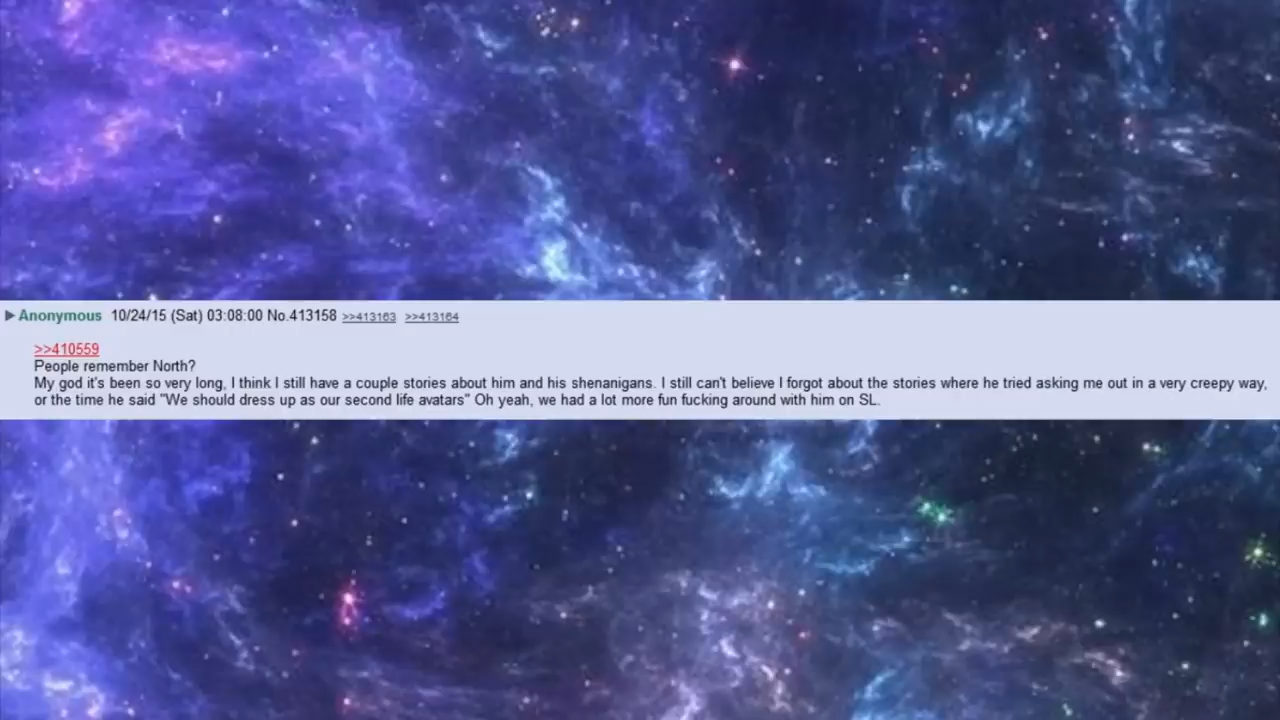 Anonymous 10/24/15 (Sat) 03:08:00 No.413158 >>413163 >>413164
>>410559
People remember North?
My god it's been so very long, I think I still have a couple stories about him and his shenanigans. I still can't believe I forgot about the stories where he tried asking me out in a very creepy way,
or the time he said "We should dress up as our second life avatars" Oh yeah, we had a lot more fun fucking around with him on SL.